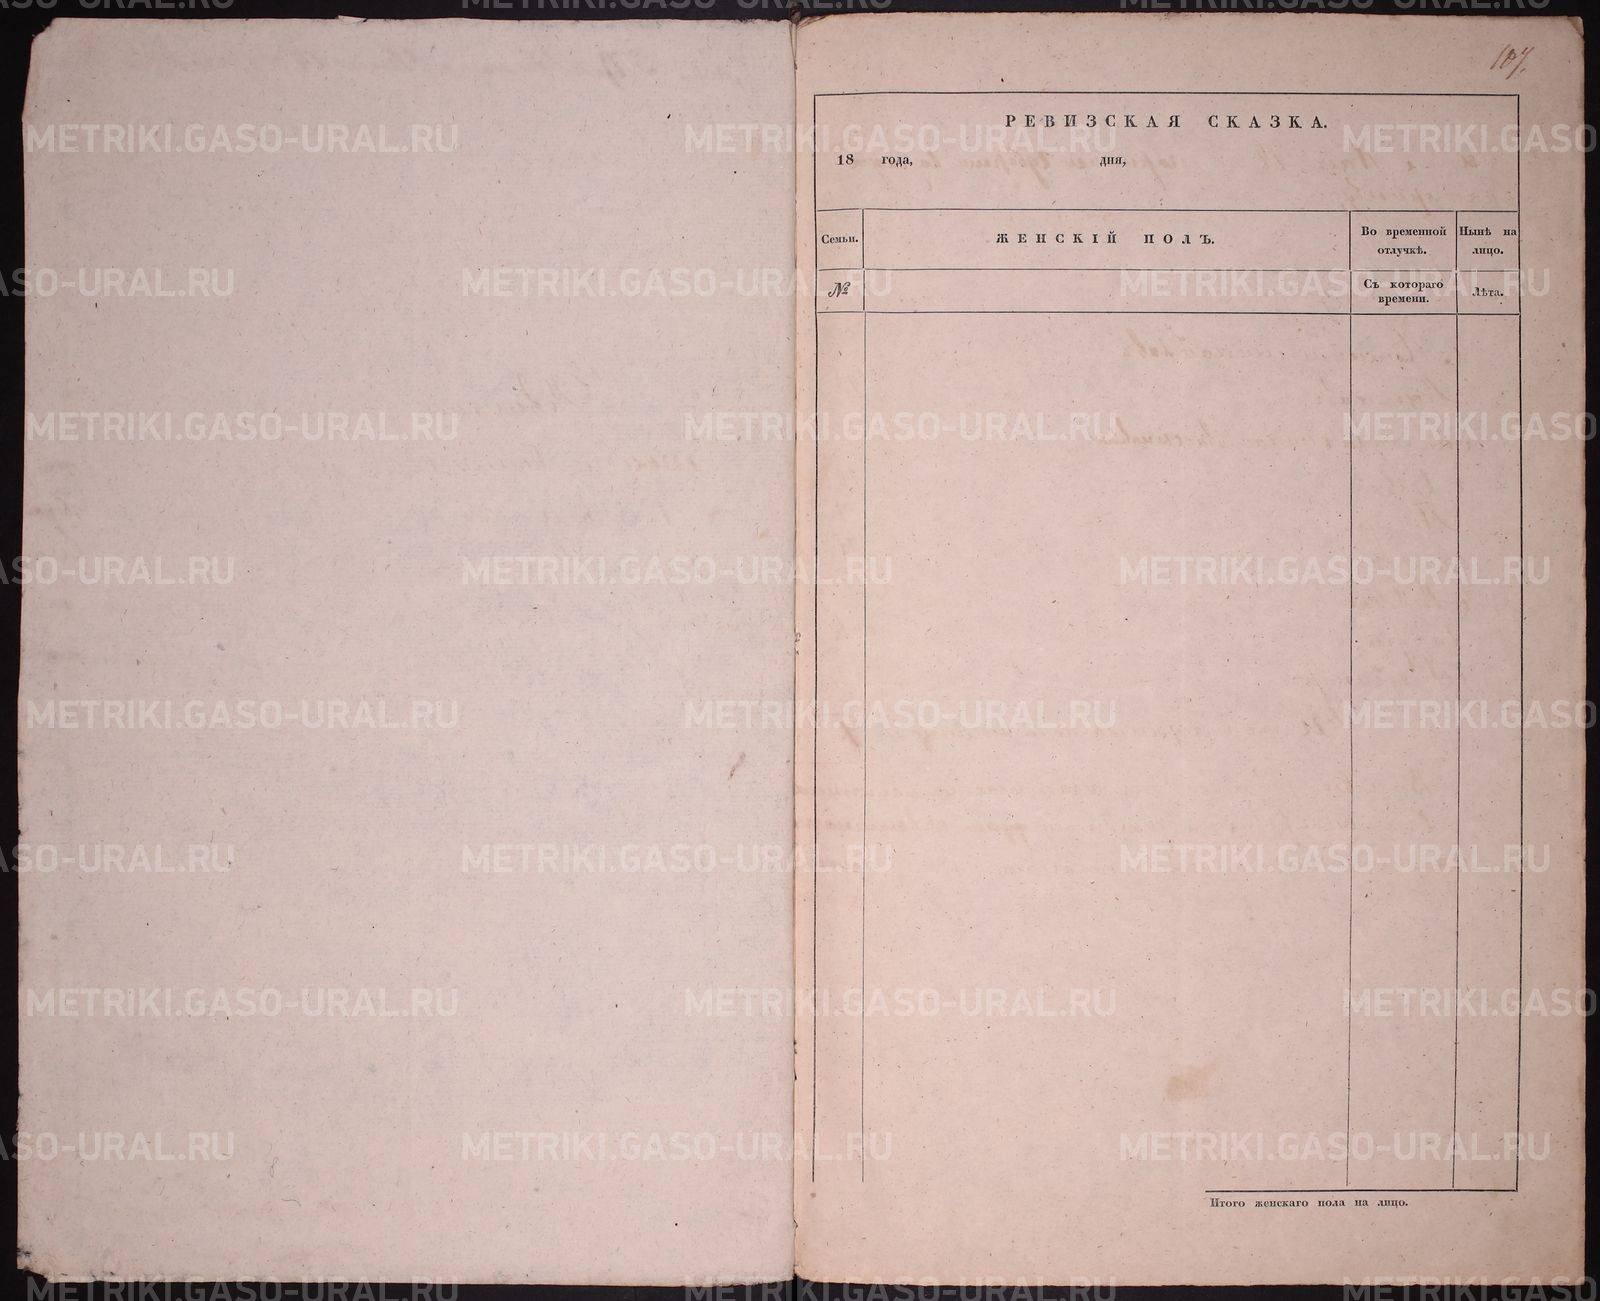 107.
РЕВИЗСКАЯ СКАЗКА.
18 года, дня,
Семьи. ЖЕНСКІЙ ПОЛЪ. Во временной отлучкѣ. Нынѣ на лицо.
№ Съ котораго времени. Лѣта.
Итого женскаго пола на лицо.
METRIKI.GASO-URAL.RU